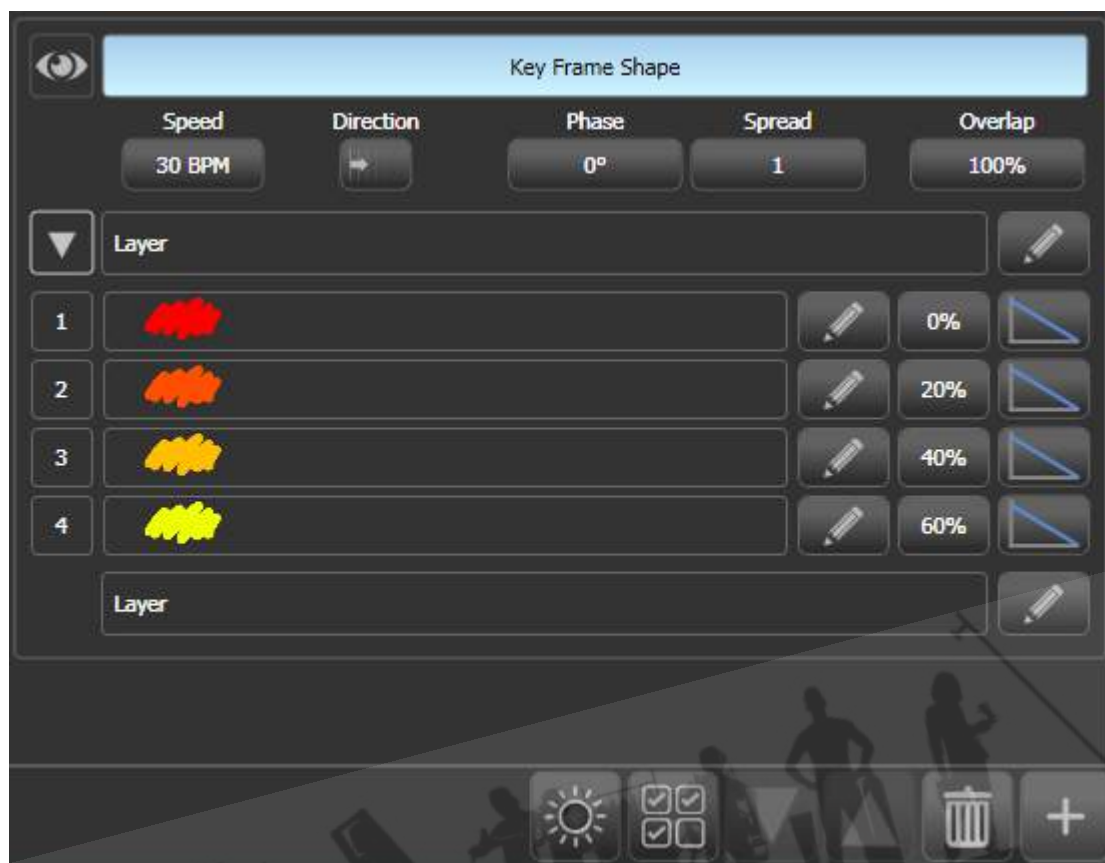 Key Frame Shape
Speed Direction Phase Spread Overlap
30 BPM 0° 1 100%
Layer
1 0%
2 20%
3 40%
4 60%
Layer